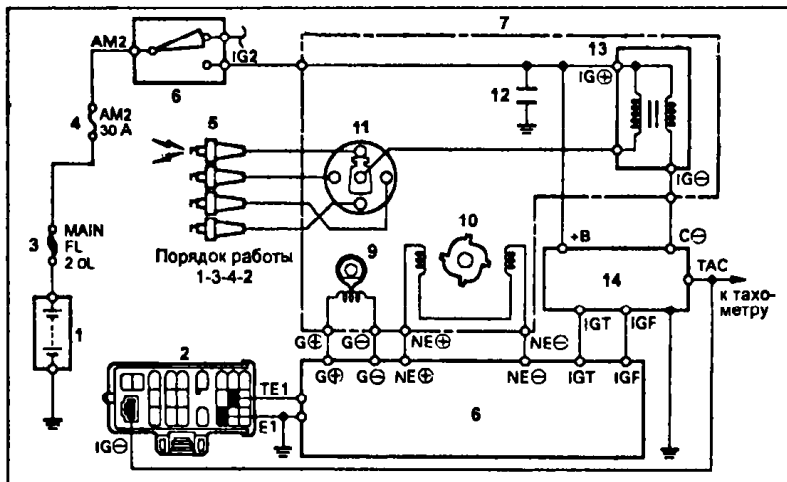 AM2
IG2
6
7
13
IG⊕
12
4
AM2
30 A
5
11
IG⊖
3
MAIN
FL
2 0L
Порядок работы
1-3-4-2
9
10
+B
C⊖
14
TAC
к тахо-
метру
IGT
IGF
1
2
G⊕
G⊖
NE⊕
NE⊖
G⊕
G⊖
NE⊕
NE⊖
IGT
IGF
TE1
E1
6
IG⊖